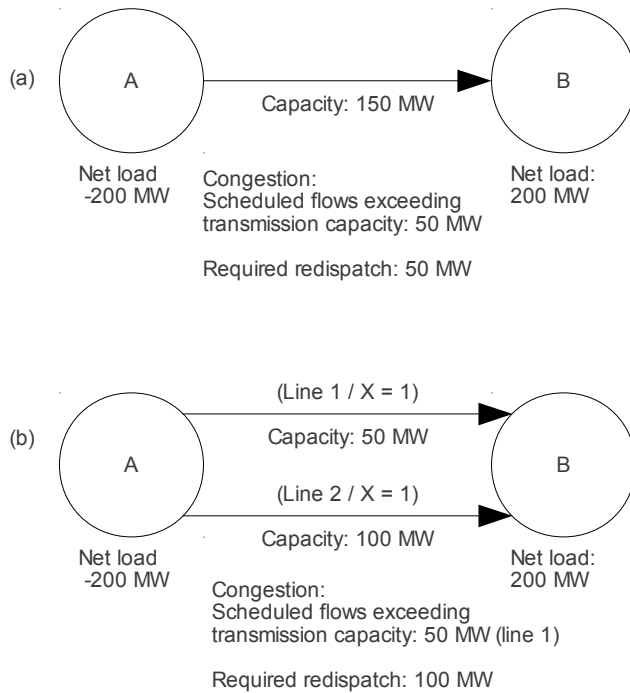 (a)
A
B
Capacity: 150 MW
Net load
-200 MW
Net load:
200 MW
Congestion:
Scheduled flows exceeding
transmission capacity: 50 MW
Required redispatch: 50 MW
(b)
A
B
(Line 1 / X = 1)
Capacity: 50 MW
(Line 2 / X = 1)
Capacity: 100 MW
Net load
-200 MW
Net load:
200 MW
Congestion:
Scheduled flows exceeding
transmission capacity: 50 MW (line 1)
Required redispatch: 100 MW